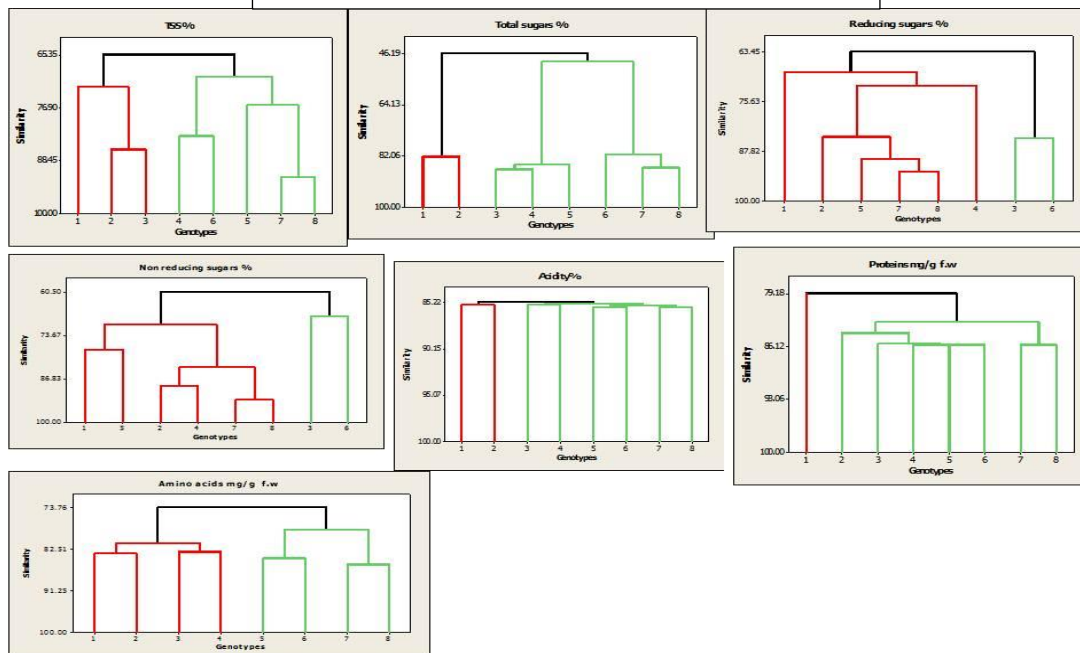 TSS%
Similarity
65.35
76.90
88.45
100.00
1 2 3 4 6 5 7 8
Genotypes
Total sugars %
Similarity
46.19
64.13
82.06
100.00
1 2 3 4 5 6 7 8
Genotypes
Reducing sugars %
Similarity
63.45
75.63
87.82
100.00
1 2 5 7 8 4 3 6
Genotypes
Non reducing sugars %
Similarity
60.50
73.67
86.83
100.00
1 3 2 4 7 8 3 6
Genotypes
Acidity%
Similarity
85.22
90.15
95.07
100.00
1 2 3 4 5 6 7 8
Genotypes
Proteins mg/g f.w
Similarity
79.18
86.12
93.06
100.00
1 2 3 4 5 6 7 8
Genotypes
Amino acids mg/g f.w
Similarity
73.76
82.51
91.25
100.00
1 2 3 4 5 6 7 8
Genotypes